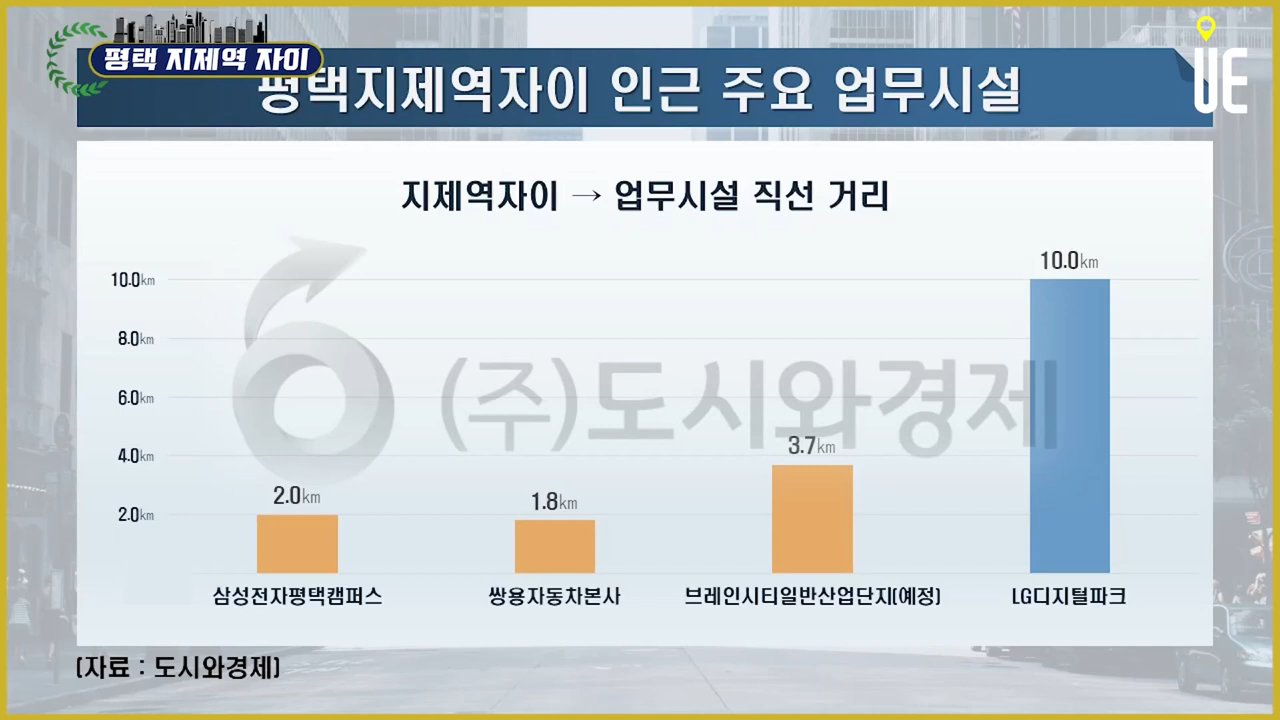 평택 지제역 자이
UE
평택지제역자이 인근 주요 업무시설
지제역자이 → 업무시설 직선 거리
10.0km
8.0km
6.0km
4.0km
2.0km
2.0km
1.8km
3.7km
10.0km
(주)도시와경제
삼성전자평택캠퍼스
쌍용자동차본사
브레인시티일반산업단지(예정)
LG디지털파크
(자료 : 도시와경제)